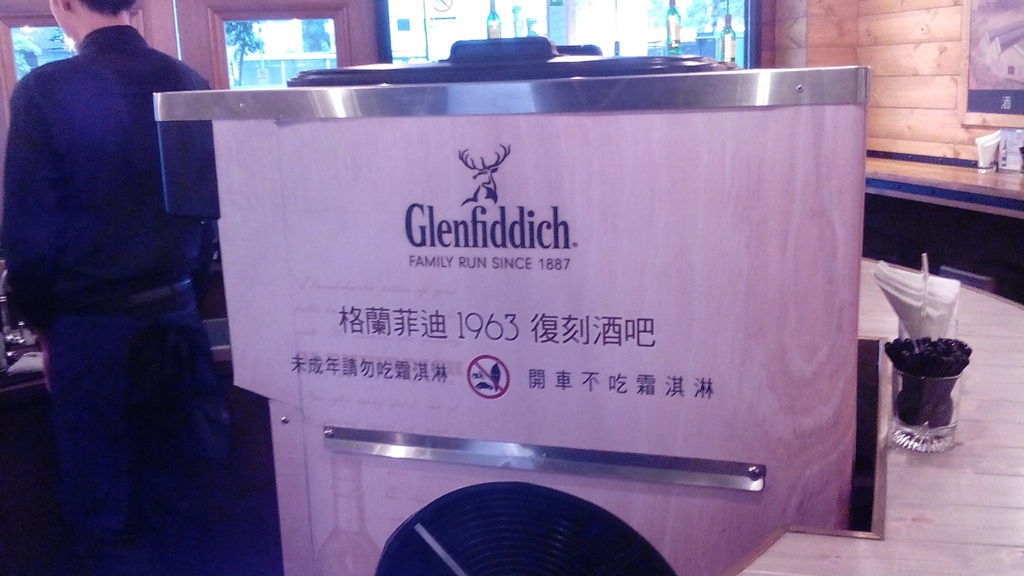 Glenfiddich
FAMILY RUN SINCE 1887
格蘭菲迪 1963 復刻酒吧
未成年請勿吃霜淇淋 開車不吃霜淇淋
酒